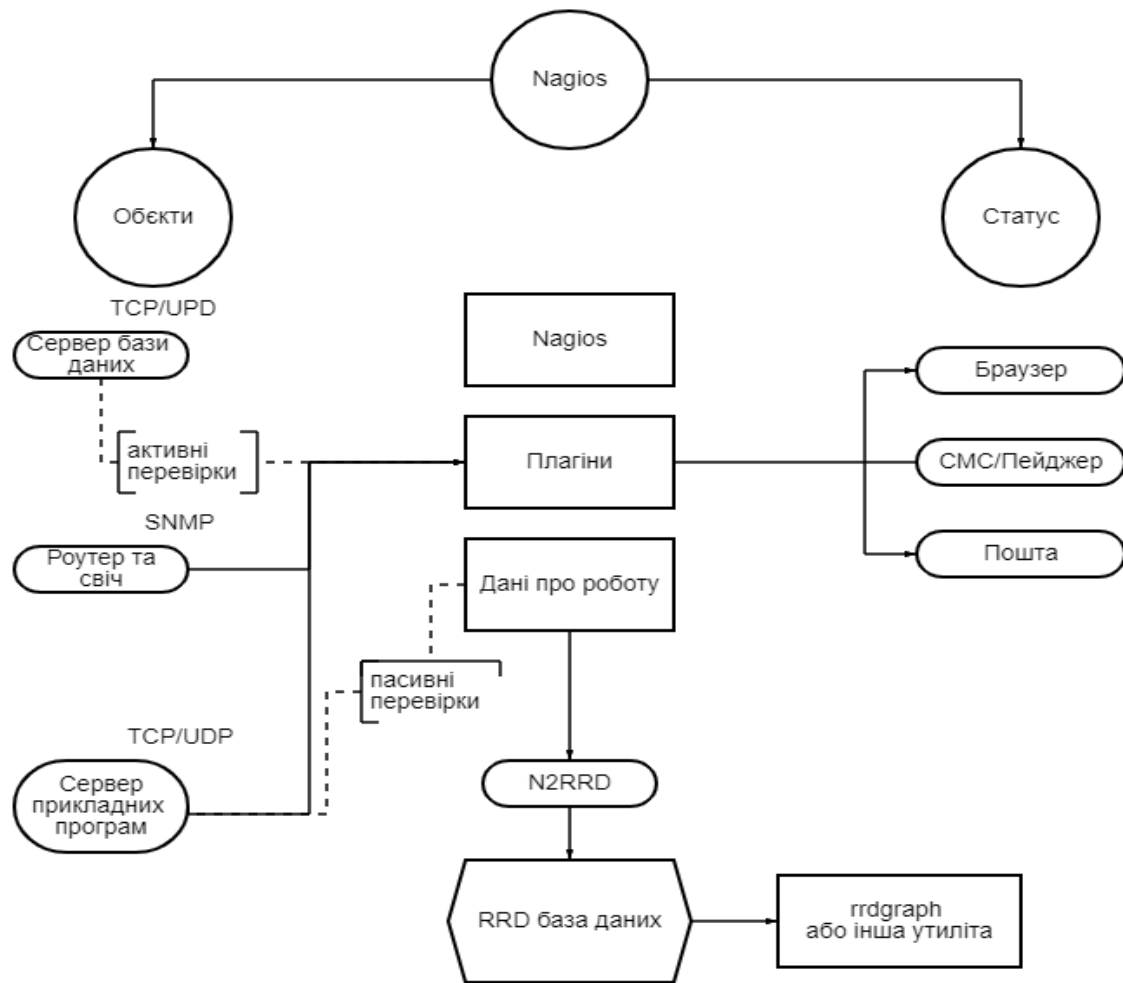 Nagios
Обєкти
Статус
TCP/UPD
Сервер бази
даних
Nagios
Браузер
активні
перевірки
Плагіни
СМС/Пейджер
SNMP
Роутер та
свіч
Дані про роботу
Пошта
пасивні
перевірки
TCP/UDP
Сервер
прикладних
програм
N2RRD
RRD база даних
rrdgraph
або інша утиліта